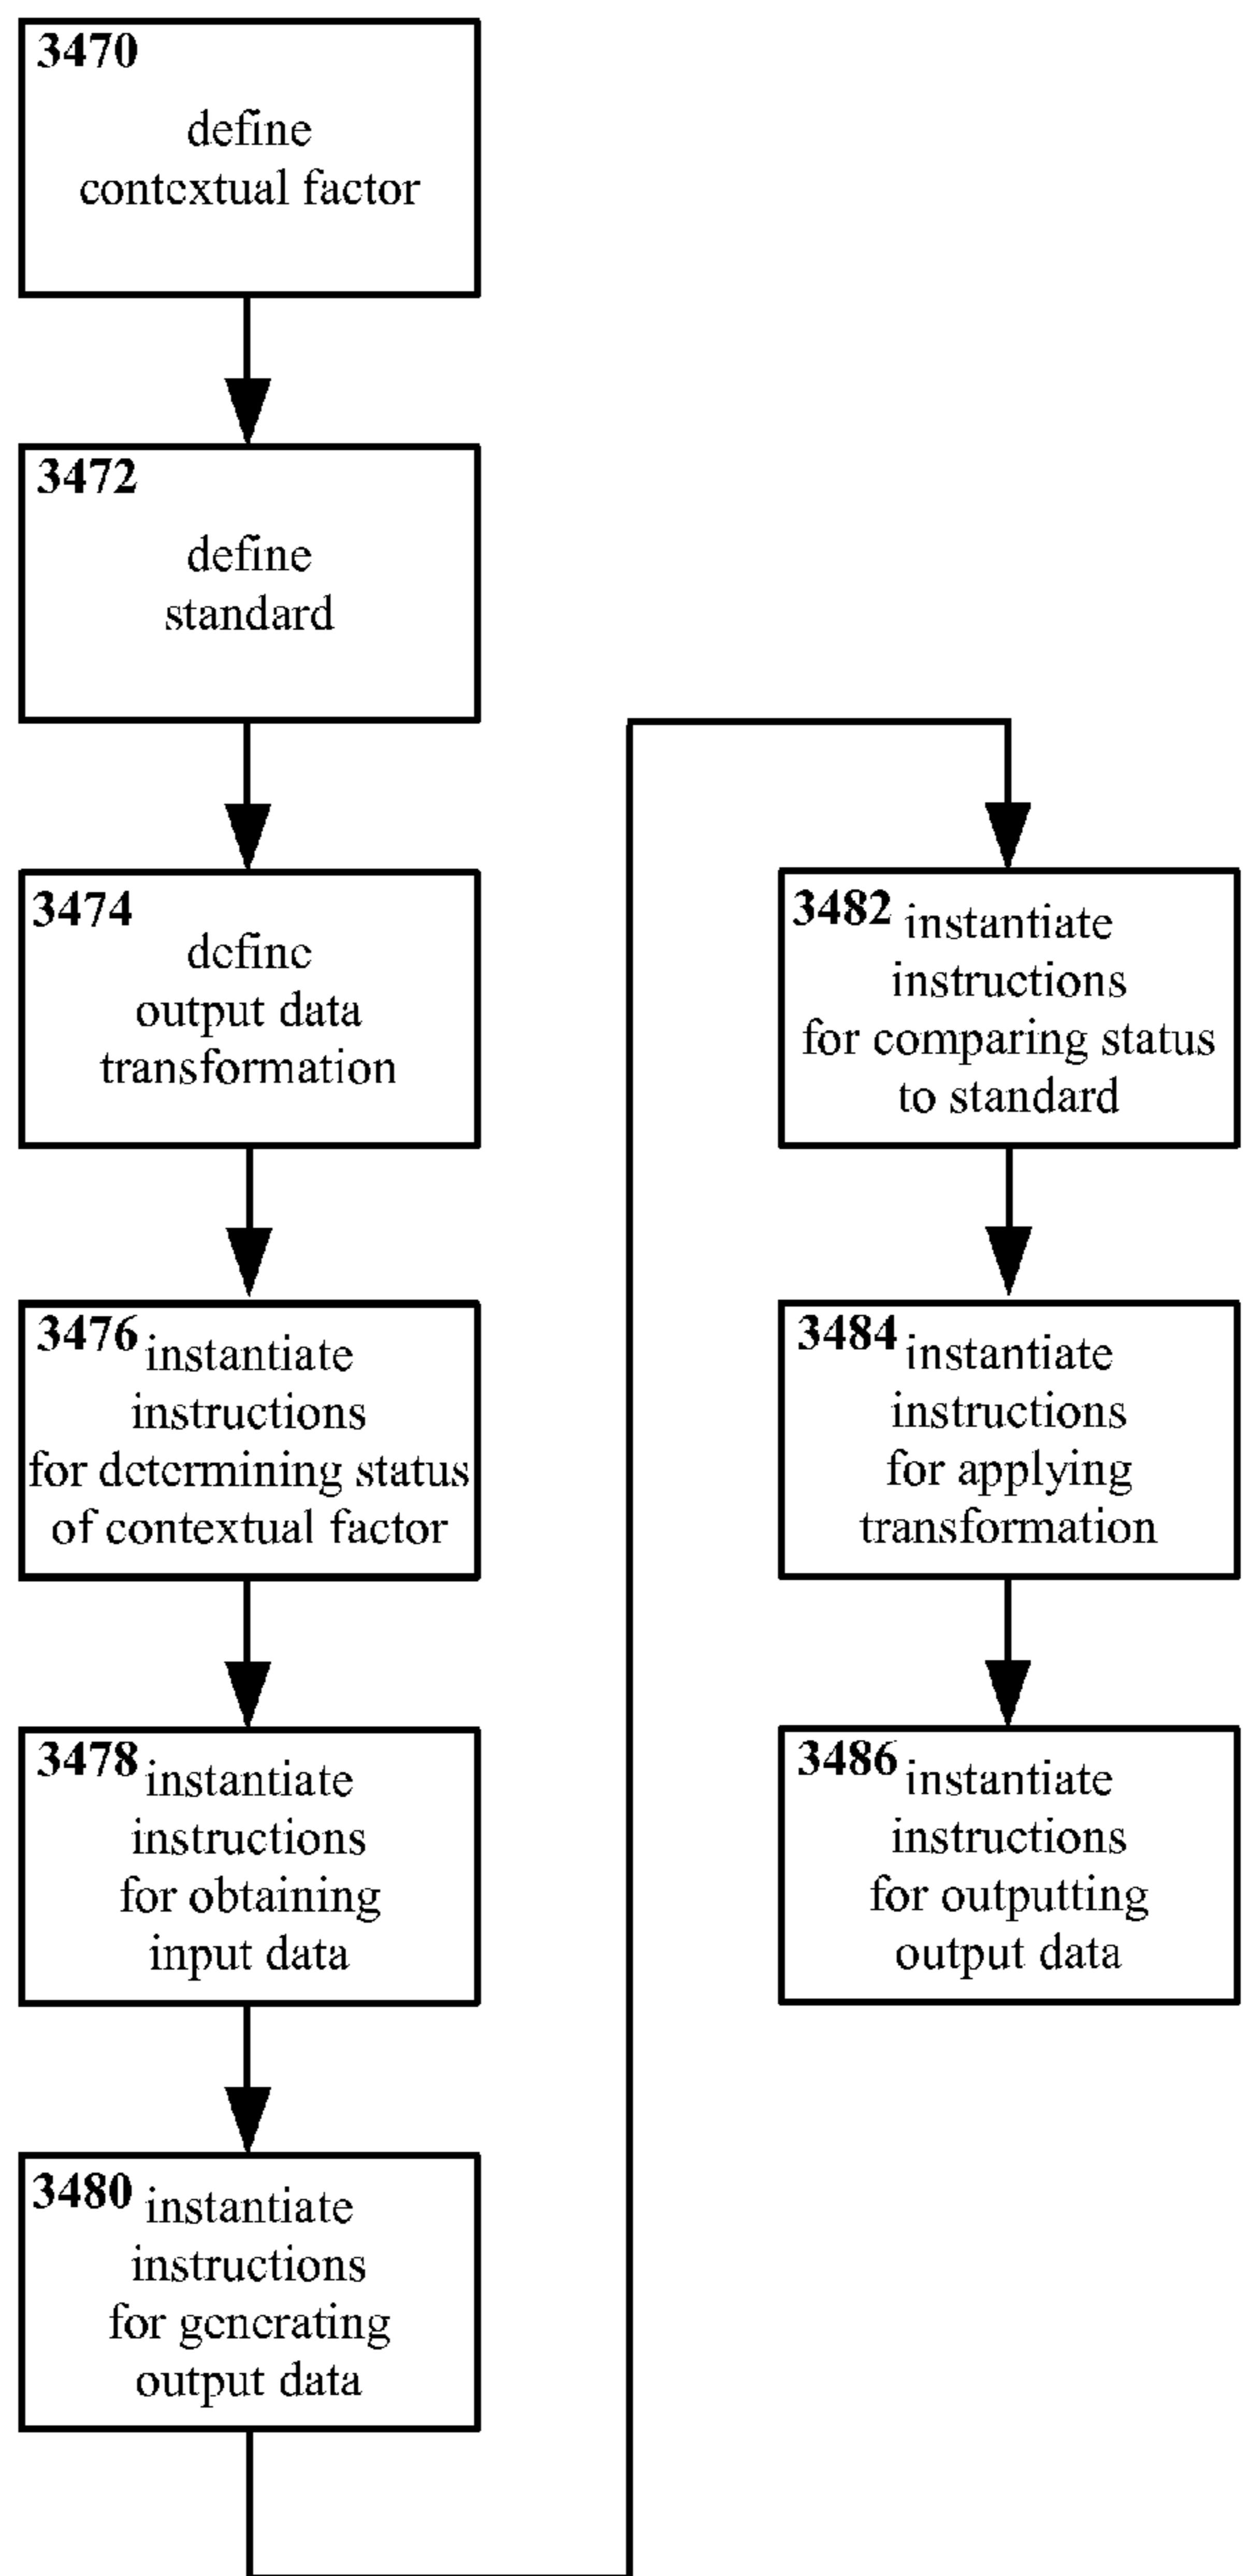 3470
define
contextual factor
3472
define
standard
3474
define
output data
transformation
3476 instantiate
instructions
for determining status
of contextual factor
3478 instantiate
instructions
for obtaining
input data
3480 instantiate
instructions
for generating
output data
3482 instantiate
instructions
for comparing status
to standard
3484 instantiate
instructions
for applying
transformation
3486 instantiate
instructions
for outputting
output data